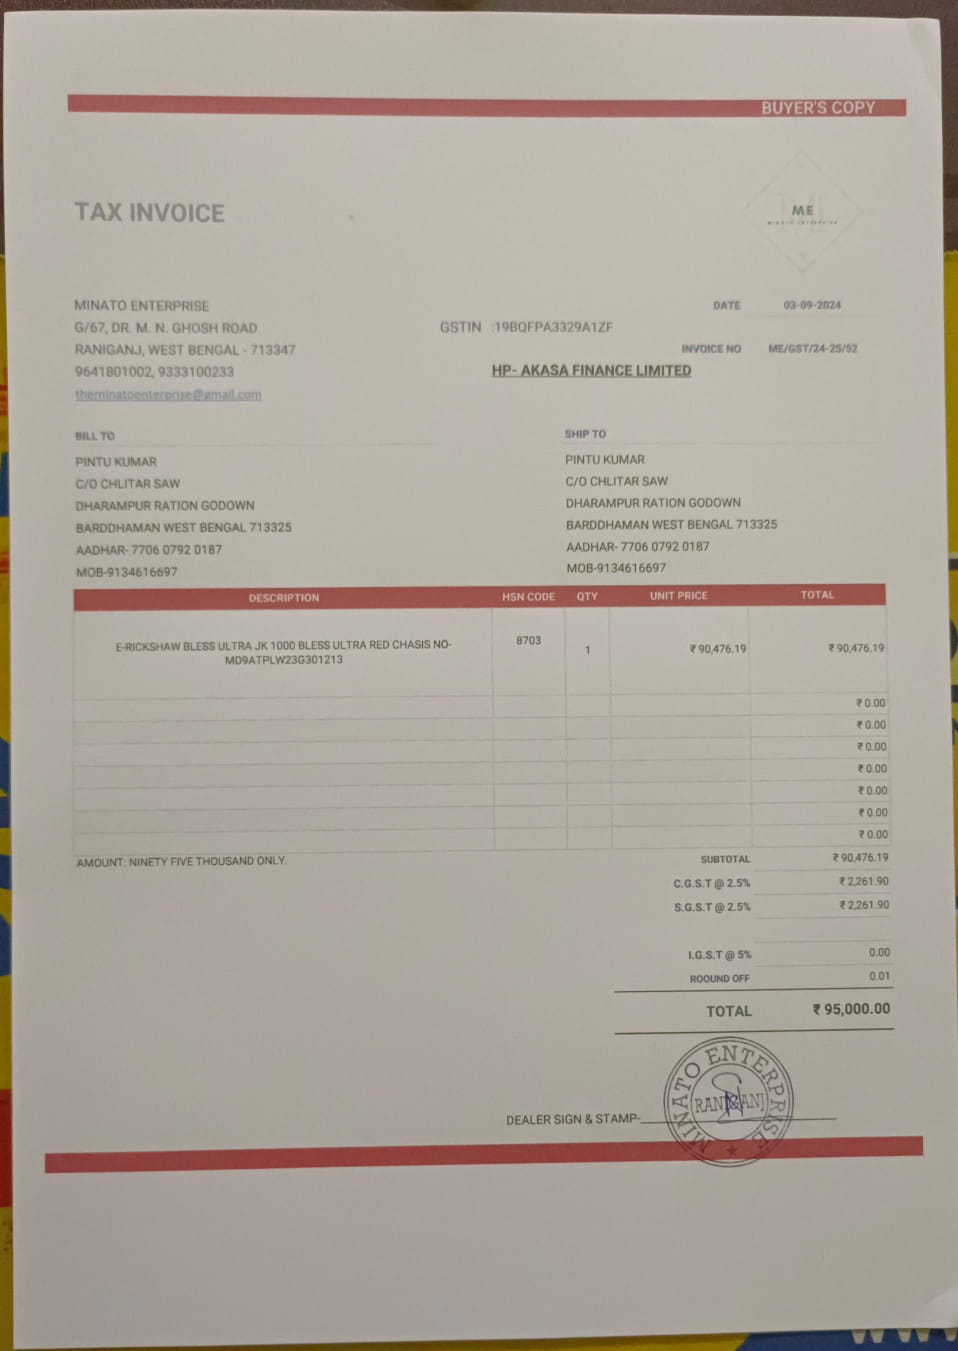 BUYER'S COPY
TAX INVOICE
ME
MINATO ENTERPRISE
MINATO ENTERPRISE
G/67, DR. M. N. GHOSH ROAD
RANIGANJ, WEST BENGAL - 713347
9641801002, 9333100233
theminatoenterprise@gmail.com
GSTIN :19BQFPA3329A1ZF
HP- AKASA FINANCE LIMITED
DATE 03-09-2024
INVOICE NO ME/GST/24-25/52
BILL TO
PINTU KUMAR
C/O CHLITAR SAW
DHARAMPUR RATION GODOWN
BARDDHAMAN WEST BENGAL 713325
AADHAR- 7706 0792 0187
MOB-9134616697
SHIP TO
PINTU KUMAR
C/O CHLITAR SAW
DHARAMPUR RATION GODOWN
BARDDHAMAN WEST BENGAL 713325
AADHAR- 7706 0792 0187
MOB-9134616697
DESCRIPTION HSN CODE QTY UNIT PRICE TOTAL
E-RICKSHAW BLESS ULTRA JK 1000 BLESS ULTRA RED CHASIS NO-
MD9ATPLW23G301213
8703 1 ₹ 90,476.19 ₹ 90,476.19
₹ 0.00
₹ 0.00
₹ 0.00
₹ 0.00
₹ 0.00
₹ 0.00
₹ 0.00
AMOUNT: NINETY FIVE THOUSAND ONLY.
SUBTOTAL ₹ 90,476.19
C.G.S.T @ 2.5% ₹ 2,261.90
S.G.S.T @ 2.5% ₹ 2,261.90
I.G.S.T @ 5% 0.00
ROOUND OFF 0.01
TOTAL ₹ 95,000.00
DEALER SIGN & STAMP-
MINATO ENTERPRISE
RANIGANJ
WWW